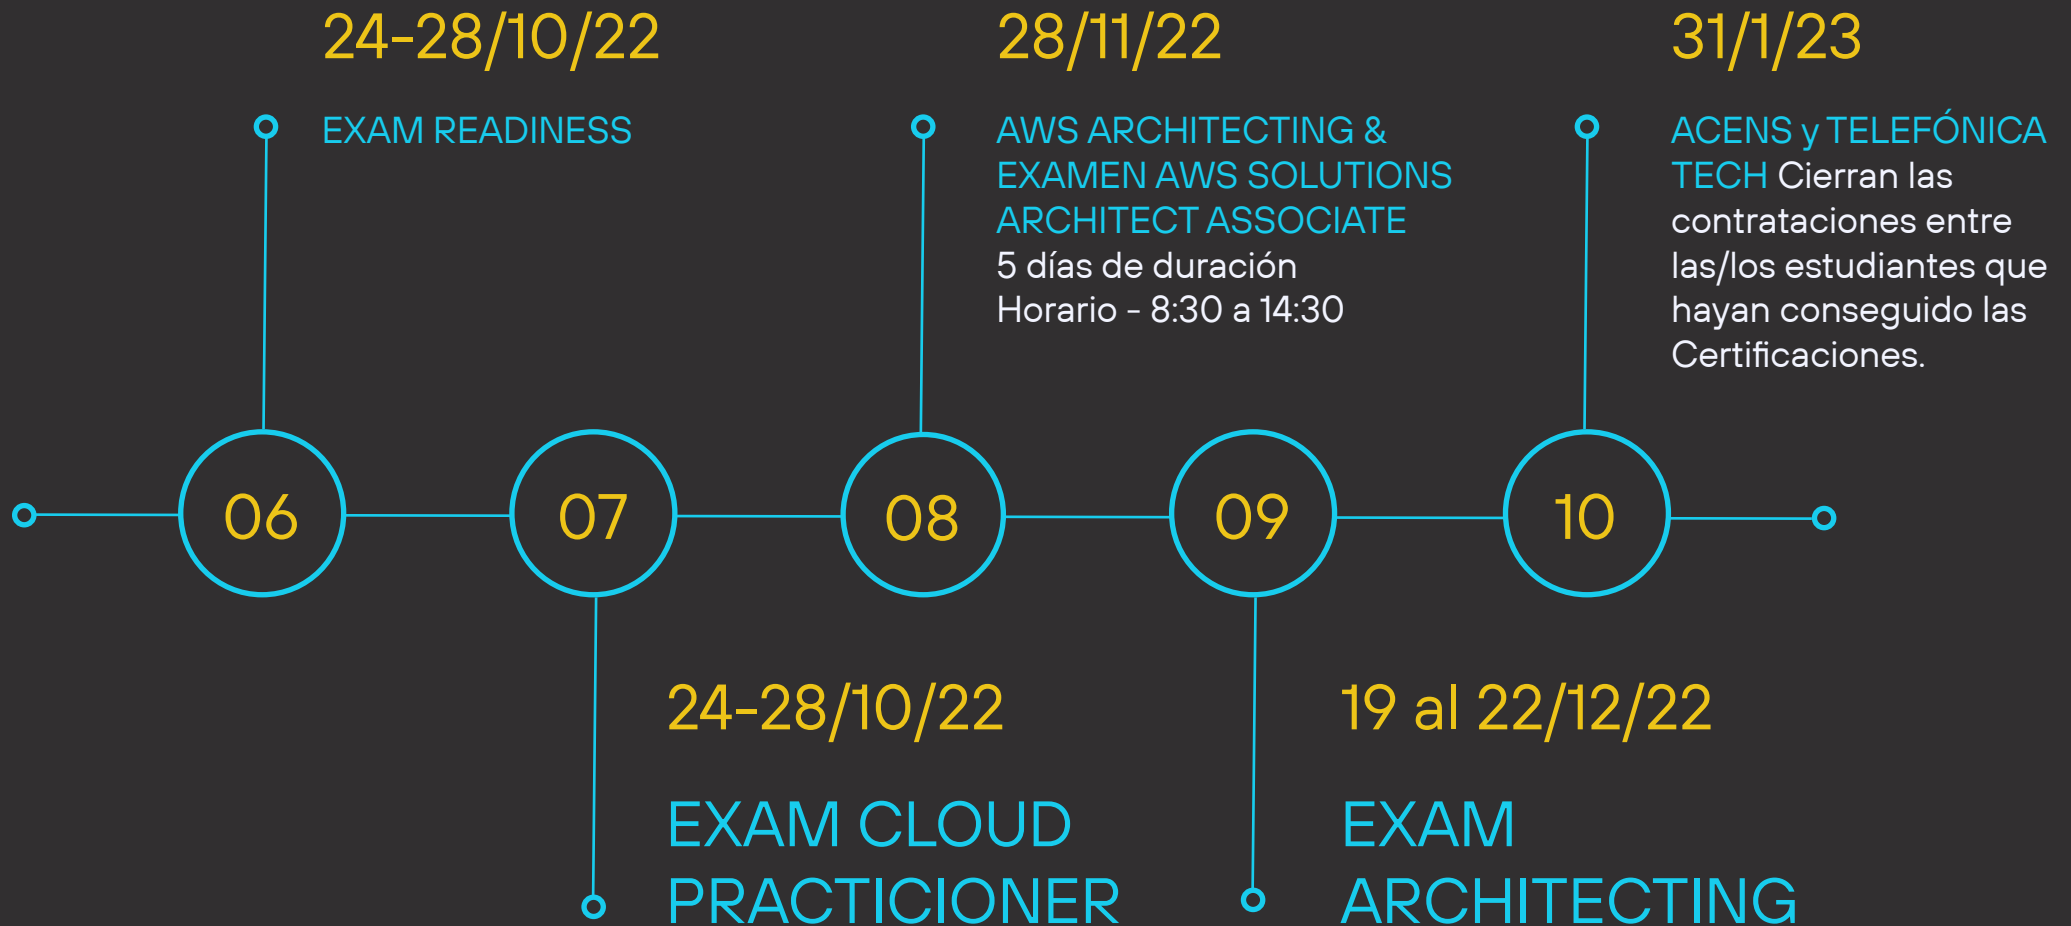 24-28/10/22
EXAM READINESS
28/11/22
AWS ARCHITECTING &
EXAMEN AWS SOLUTIONS
ARCHITECT ASSOCIATE
5 días de duración
Horario - 8:30 a 14:30
31/1/23
ACENS y TELEFÓNICA
TECH Cierran las
contrataciones entre
las/los estudiantes que
hayan conseguido las
Certificaciones.
06
07
08
09
10
24-28/10/22
EXAM CLOUD
PRACTICIONER
19 al 22/12/22
EXAM
ARCHITECTING